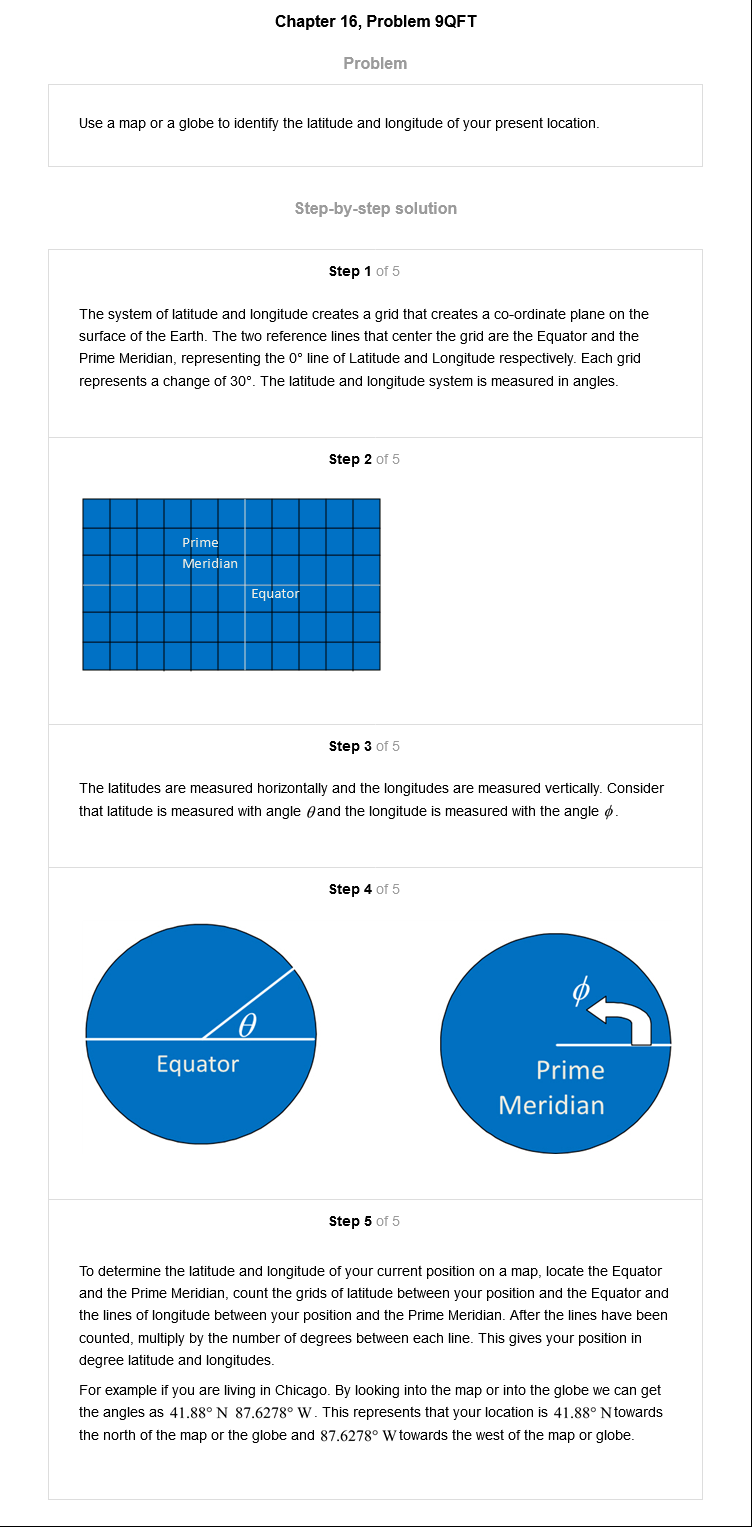 Chapter 16, Problem 9QFT
Problem
Use a map or a globe to identify the latitude and longitude of your present location.
Step-by-step solution
Step 1 of 5
The system of latitude and longitude creates a grid that creates a co-ordinate plane on the
surface of the Earth. The two reference lines that center the grid are the Equator and the
Prime Meridian, representing the 0° line of Latitude and Longitude respectively. Each grid
represents a change of 30°. The latitude and longitude system is measured in angles.
Step 2 of 5
Prime
Meridian
Equator
Step 3 of 5
The latitudes are measured horizontally and the longitudes are measured vertically. Consider
that latitude is measured with angle θ and the longitude is measured with the angle ϕ.
Step 4 of 5
θ
Equator
ϕ
Prime
Meridian
Step 5 of 5
To determine the latitude and longitude of your current position on a map, locate the Equator
and the Prime Meridian, count the grids of latitude between your position and the Equator and
the lines of longitude between your position and the Prime Meridian. After the lines have been
counted, multiply by the number of degrees between each line. This gives your position in
degree latitude and longitudes.
For example if you are living in Chicago. By looking into the map or into the globe we can get
the angles as 41.88° N 87.6278° W. This represents that your location is 41.88° N towards
the north of the map or the globe and 87.6278° W towards the west of the map or globe.